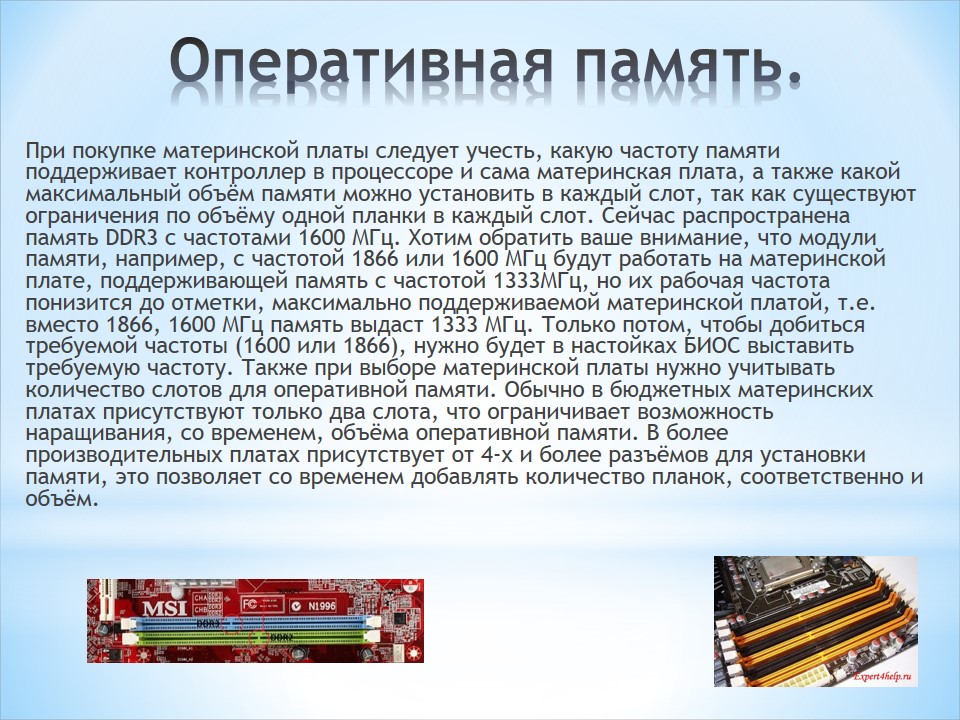 Оперативная память.
При покупке материнской платы следует учесть, какую частоту памяти
поддерживает контроллер в процессоре и сама материнская плата, а также какой
максимальный объём памяти можно установить в каждый слот, так как существуют
ограничения по объёму одной планки в каждый слот. Сейчас распространена
память DDR3 с частотами 1600 МГц. Хотим обратить ваше внимание, что модули
памяти, например, с частотой 1866 или 1600 МГц будут работать на материнской
плате, поддерживающей память с частотой 1333МГц, но их рабочая частота
понизится до отметки, максимально поддерживаемой материнской платой, т.е.
вместо 1866, 1600 МГц память выдаст 1333 МГц. Только потом, чтобы добиться
требуемой частоты (1600 или 1866), нужно будет в настойках БИОС выставить
требуемую частоту. Также при выборе материнской платы нужно учитывать
количество слотов для оперативной памяти. Обычно в бюджетных материнских
платах присутствуют только два слота, что ограничивает возможность
наращивания, со временем, объёма оперативной памяти. В более
производительных платах присутствует от 4-х и более разъёмов для установки
памяти, это позволяет со временем добавлять количество планок, соответственно и
объём.
MSI
FC
N1996
DDR3
DDR2
Expert4help.ru